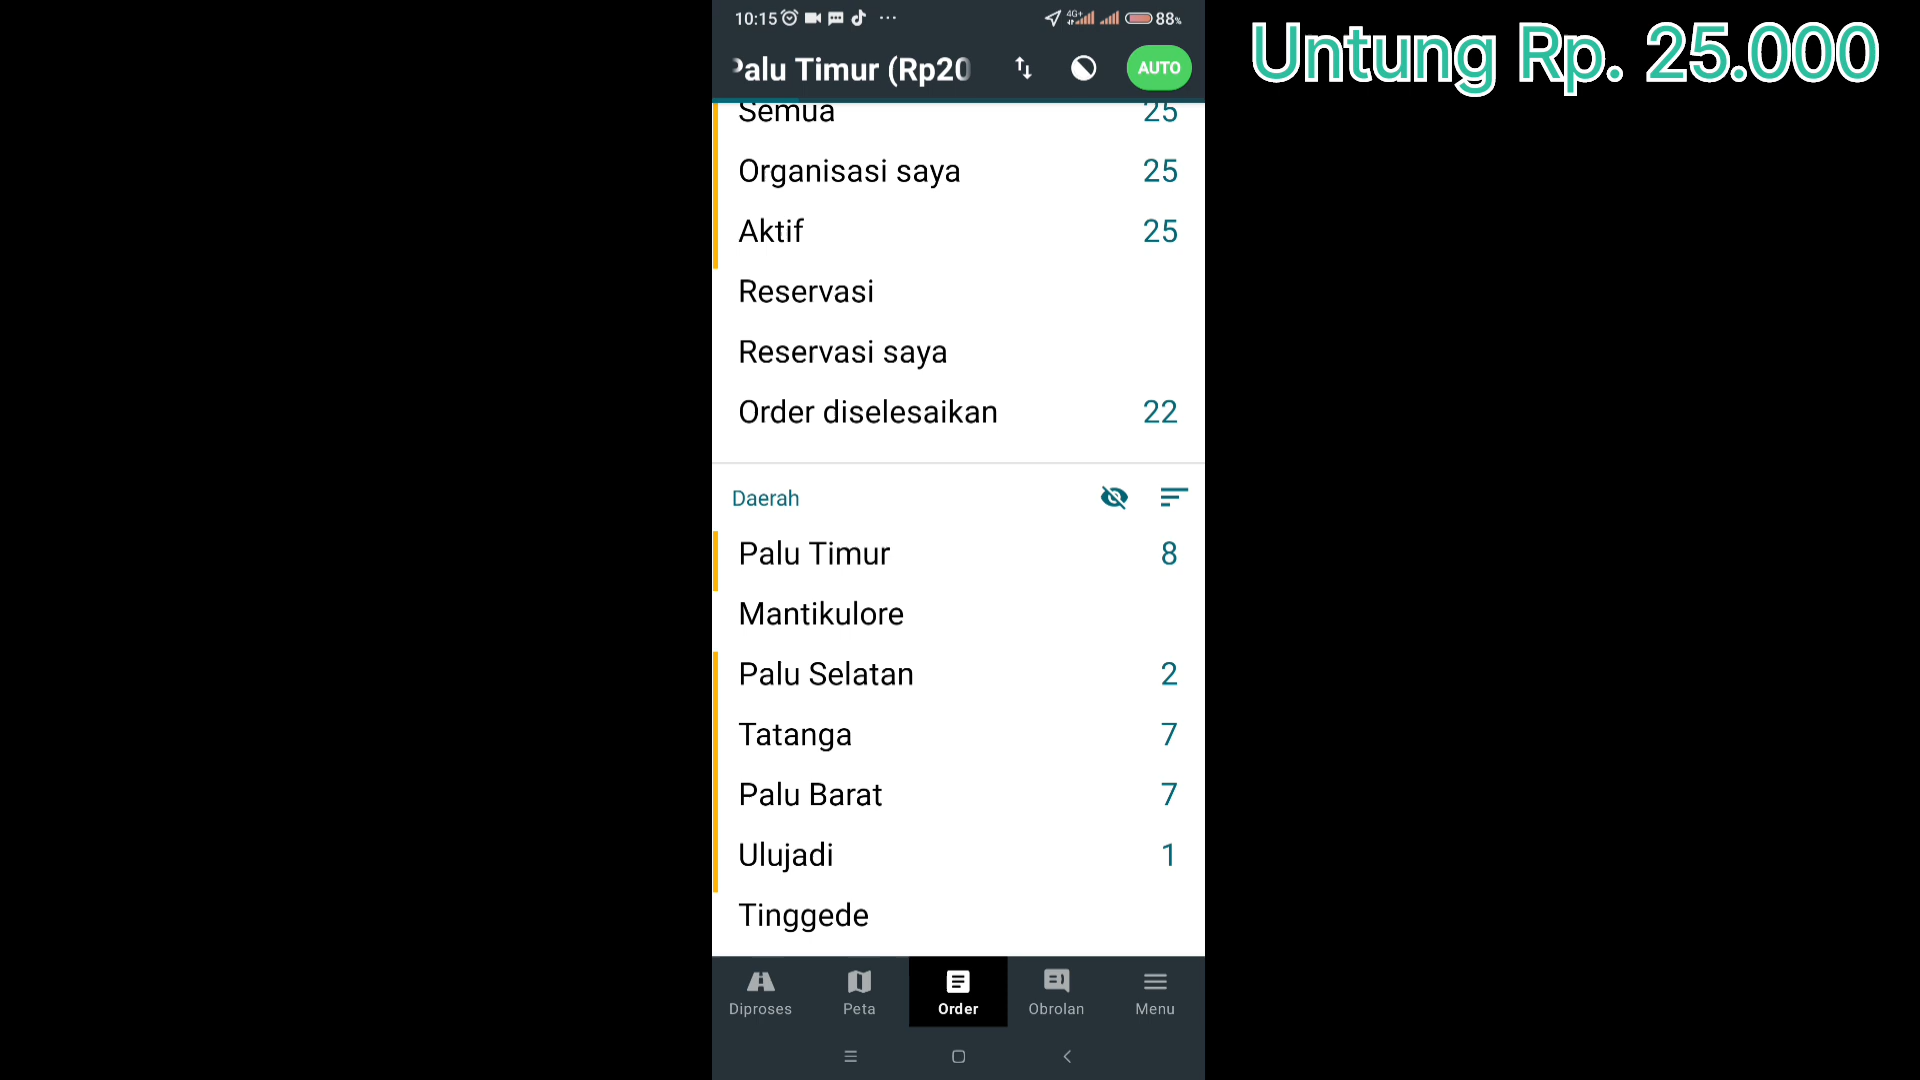 10:15 4G+ 88%
Palu Timur (Rp20 AUTO
Untung Rp. 25.000
Semua 25
Organisasi saya 25
Aktif 25
Reservasi
Reservasi saya
Order diselesaikan 22
Daerah
Palu Timur 8
Mantikulore
Palu Selatan 2
Tatanga 7
Palu Barat 7
Ulujadi 1
Tinggede
Diproses Peta Order Obrolan Menu